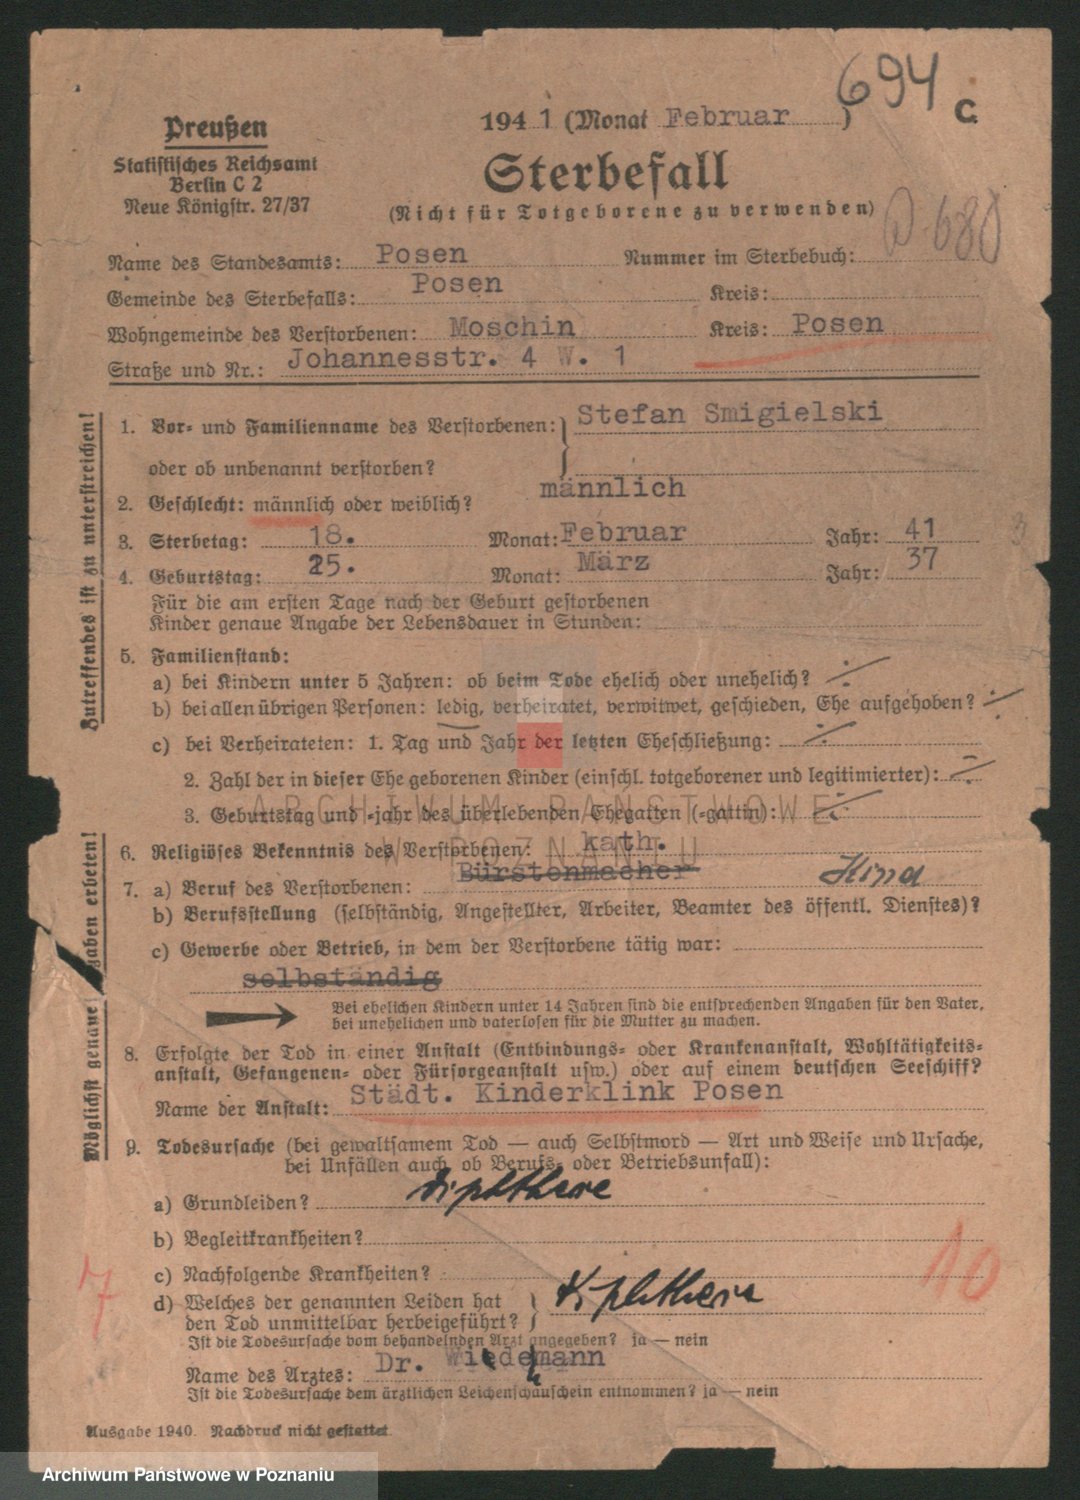 694
C
Preußen
Statistisches Reichsamt
Berlin C 2
Neue Königstr. 27/37
1941 (Monat Februar)
Sterbefall
(Nicht für Totgeborene zu verwenden)
680
Name des Standesamts: Posen Nummer im Sterbebuch:
Gemeinde des Sterbefalls: Posen Kreis:
Wohngemeinde des Verstorbenen: Moschin Kreis: Posen
Straße und Nr.: Johannesstr. 4 W. 1
Zutreffendes ist zu unterstreichen!
1. Vor- und Familienname des Verstorbenen: } Stefan Smigielski
oder ob unbenannt verstorben?
2. Geschlecht: männlich oder weiblich? männlich
3. Sterbetag: 18. Monat: Februar Jahr: 41
4. Geburtstag: 25. Monat: März Jahr: 37
Für die am ersten Tage nach der Geburt gestorbenen
Kinder genaue Angabe der Lebensdauer in Stunden:
5. Familienstand:
a) bei Kindern unter 5 Jahren: ob beim Tode ehelich oder unehelich? ./.
b) bei allen übrigen Personen: ledig, verheiratet, verwitwet, geschieden, Ehe aufgehoben? ./.
c) bei Verheirateten: 1. Tag und Jahr der letzten Eheschließung: ./.
2. Zahl der in dieser Ehe geborenen Kinder (einschl. totgeborener und legitimierter): ./.
3. Geburtstag und -jahr des überlebenden Ehegatten (-gattin): ./.
ARCHIWUM PAŃSTWOWE
W POZNANIU
Möglichst genaue Angaben erbeten!
6. Religiöses Bekenntnis des Verstorbenen: kath.
7. a) Beruf des Verstorbenen: Bürstenmacher Kind
b) Berufsstellung (selbständig, Angestellter, Arbeiter, Beamter des öffentl. Dienstes)?
c) Gewerbe oder Betrieb, in dem der Verstorbene tätig war:
selbständig
Bei ehelichen Kindern unter 14 Jahren sind die entsprechenden Angaben für den Vater,
bei unehelichen und vaterlosen für die Mutter zu machen.
8. Erfolgte der Tod in einer Anstalt (Entbindungs- oder Krankenanstalt, Wohltätigkeits-
anstalt, Gefangenen- oder Fürsorgeanstalt usw.) oder auf einem deutschen Seeschiff?
Name der Anstalt: Städt. Kinderklink Posen
9. Todesursache (bei gewaltsamem Tod — auch Selbstmord — Art und Weise und Ursache,
bei Unfällen auch ob Berufs- oder Betriebsunfall):
a) Grundleiden? Diphtherie
b) Begleitkrankheiten?
c) Nachfolgende Krankheiten?
7
10
d) Welches der genannten Leiden hat } Diphtherie
den Tod unmittelbar herbeigeführt?
Ist die Todesursache vom behandelnden Arzt angegeben? ja — nein
Name des Arztes: Dr. Wiedemann
Ist die Todesursache dem ärztlichen Leichenschauschein entnommen? ja — nein
Ausgabe 1940. Nachdruck nicht gestattet.
Archiwum Państwowe w Poznaniu